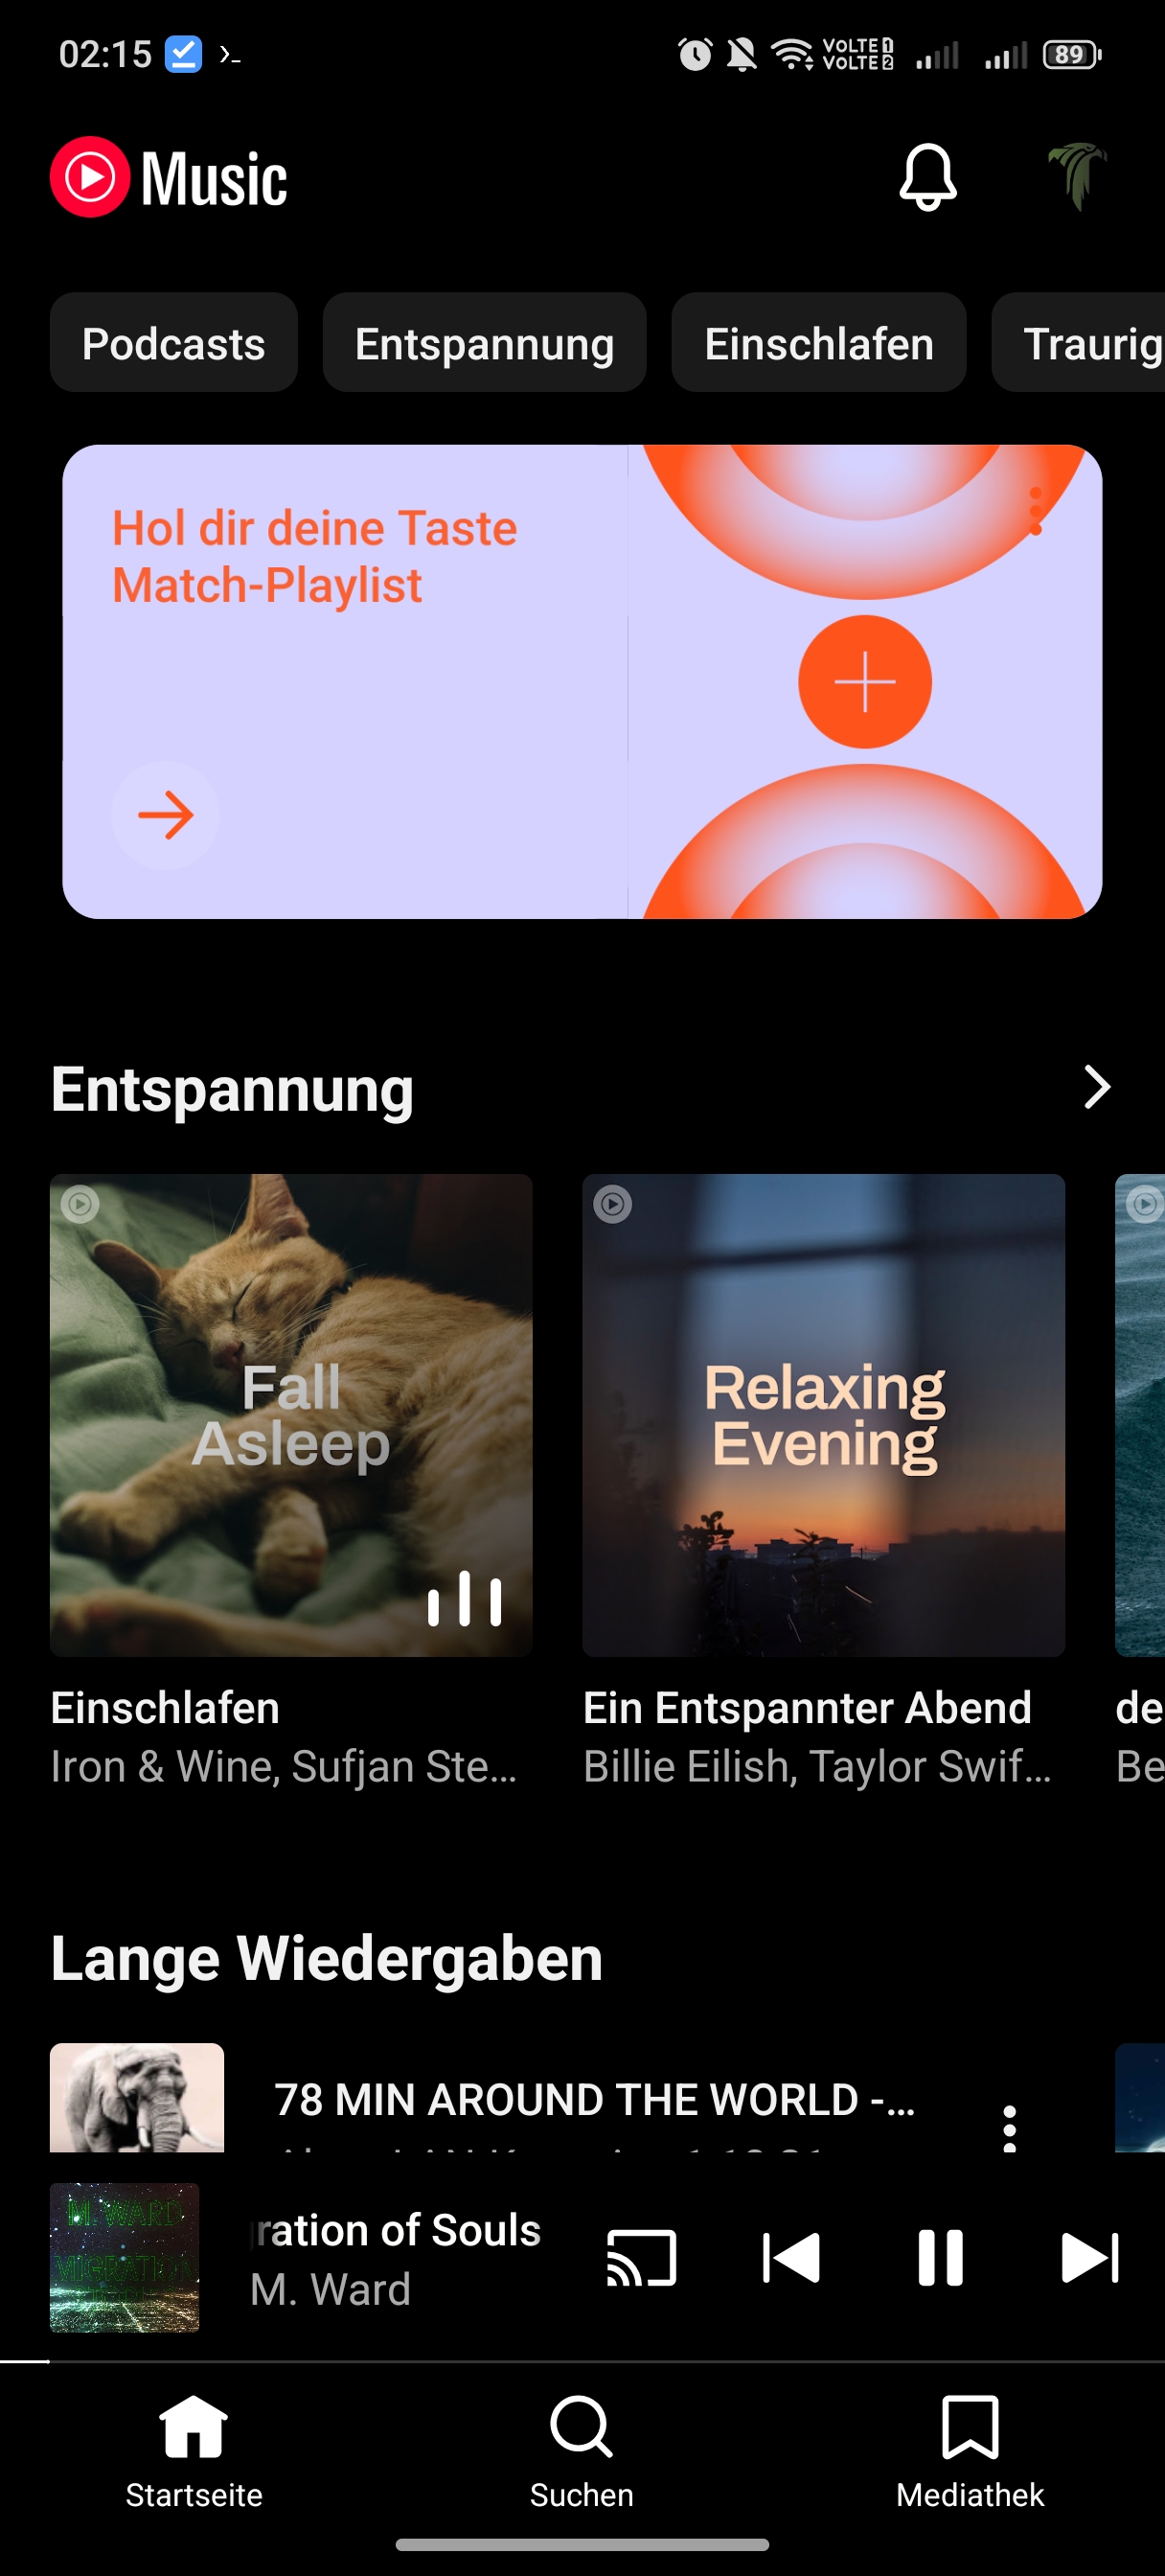 02:15
VOLTE 1
VOLTE 2
89
Music
Podcasts
Entspannung
Einschlafen
Traurig
Hol dir deine Taste
Match-Playlist
Entspannung
Fall
Asleep
Relaxing
Evening
Einschlafen
Iron & Wine, Sufjan Ste...
Ein Entspannter Abend
Billie Eilish, Taylor Swif...
de
Be
Lange Wiedergaben
78 MIN AROUND THE WORLD -...
M. WARD
MIGRATION
ration of Souls
M. Ward
Startseite
Suchen
Mediathek